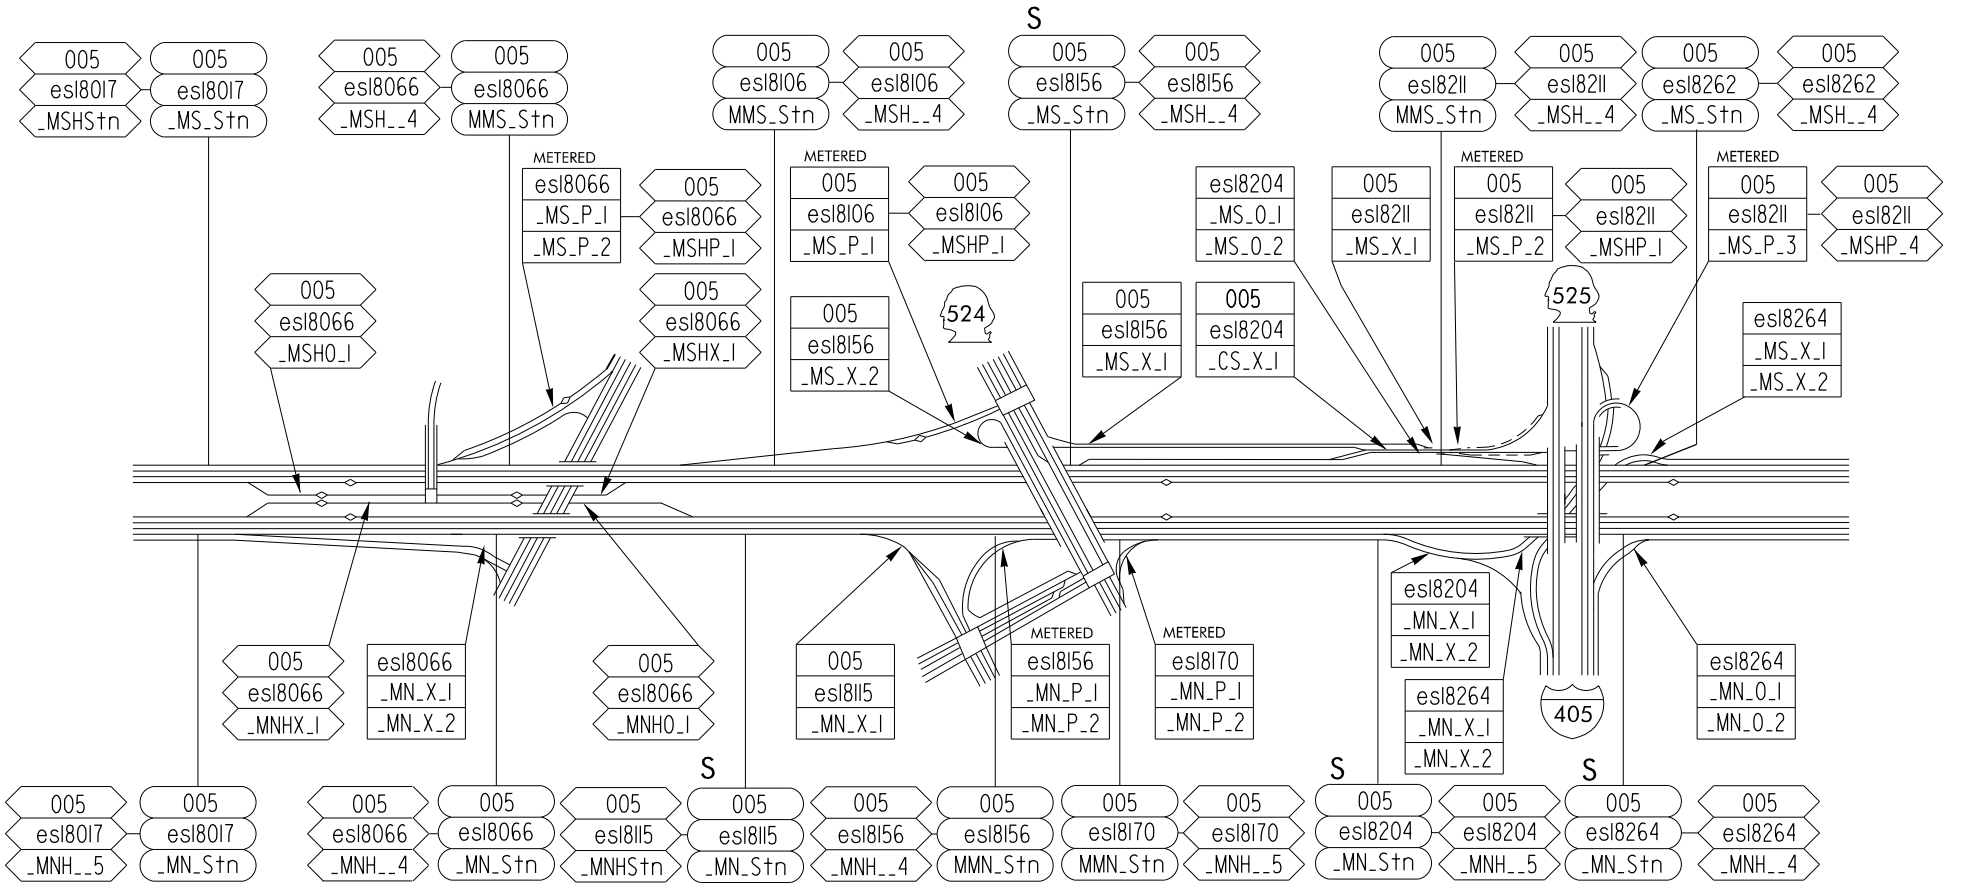 S
005
esl8017
_MSHStn
005
esl8017
_MS_Stn
005
esl8066
_MSH__4
005
esl8066
MMS_Stn
005
esl8106
MMS_Stn
005
esl8106
_MSH__4
005
esl8156
_MS_Stn
005
esl8156
_MSH__4
005
esl8211
MMS_Stn
005
esl8211
_MSH__4
005
esl8262
_MS_Stn
005
esl8262
_MSH__4
METERED
esl8066
_MS_P_1
_MS_P_2
005
esl8066
_MSHP_1
METERED
005
esl8106
_MS_P_1
005
esl8106
_MSHP_1
esl8204
_MS_O_1
_MS_O_2
005
esl8211
_MS_X_1
METERED
005
esl8211
_MS_P_2
005
esl8211
_MSHP_1
METERED
005
esl8211
_MS_P_3
005
esl8211
_MSHP_4
005
esl8066
_MSHO_1
005
esl8066
_MSHX_1
005
esl8156
_MS_X_2
524
005
esl8156
_MS_X_1
005
esl8204
_CS_X_1
525
esl8264
_MS_X_1
_MS_X_2
005
esl8066
_MNHX_1
esl8066
_MN_X_1
_MN_X_2
005
esl8066
_MNHO_1
005
esl8115
_MN_X_1
METERED
esl8156
_MN_P_1
_MN_P_2
METERED
esl8170
_MN_P_1
_MN_P_2
esl8204
_MN_X_1
_MN_X_2
esl8264
_MN_X_1
_MN_X_2
405
esl8264
_MN_O_1
_MN_O_2
S
S
S
005
esl8017
_MNH__5
005
esl8017
_MN_Stn
005
esl8066
_MNH__4
005
esl8066
_MN_Stn
005
esl8115
_MNHStn
005
esl8115
_MN_Stn
005
esl8156
_MNH__4
005
esl8156
MMN_Stn
005
esl8170
MMN_Stn
005
esl8170
_MNH__5
005
esl8204
_MN_Stn
005
esl8204
_MNH__5
005
esl8264
_MN_Stn
005
esl8264
_MNH__4